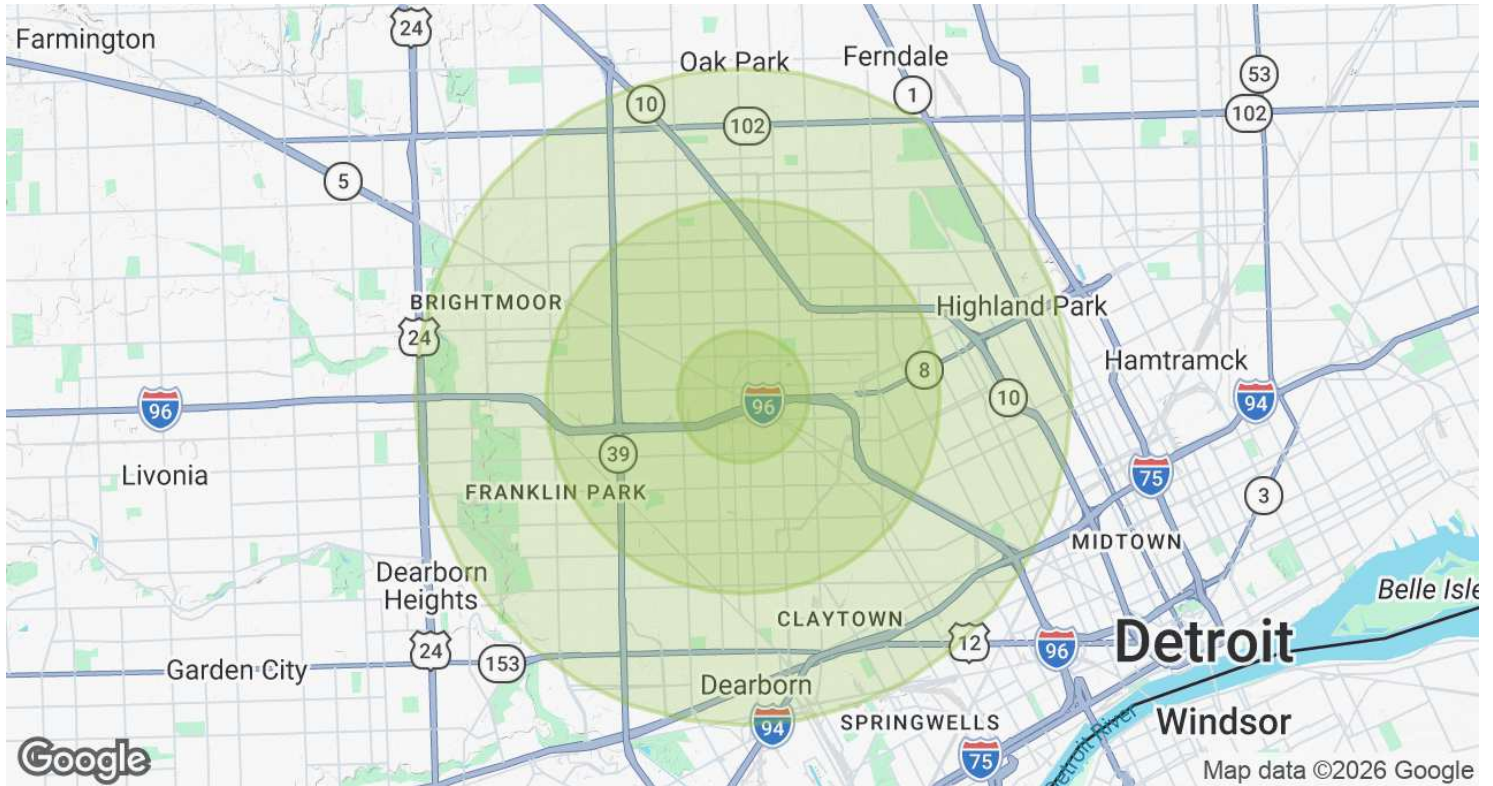 Farmington
24
Oak Park
Ferndale
53
10
1
102
102
5
BRIGHTMOOR
24
Highland Park
8
Hamtramck
96
96
10
94
Livonia
39
75
FRANKLIN PARK
3
MIDTOWN
Dearborn
Heights
Belle Isle
CLAYTOWN
Detroit
24
153
12
96
Garden City
Dearborn
94
SPRINGWELLS
Windsor
75
Detroit River
Google
Map data ©2026 Google